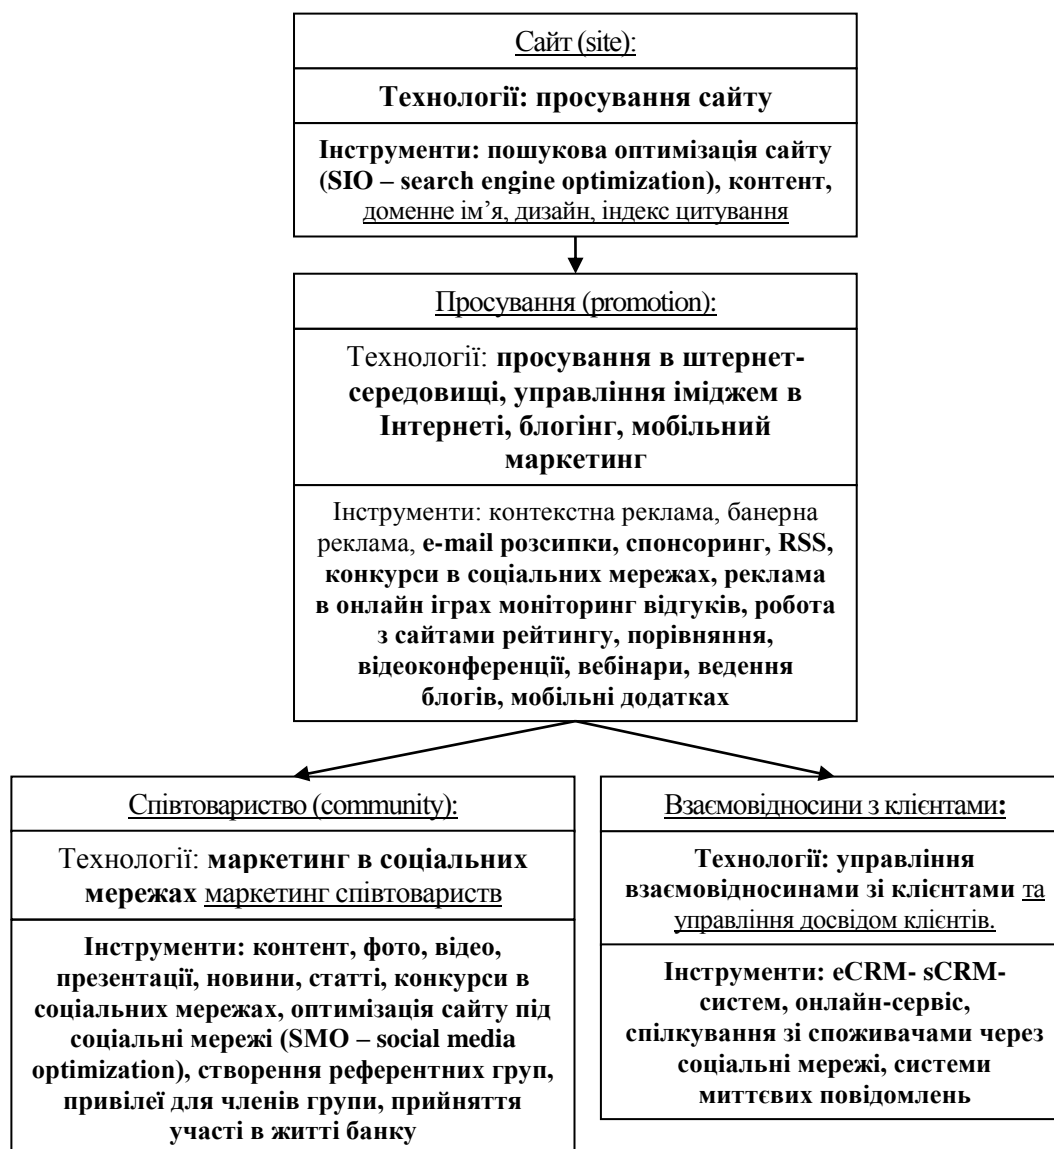 Сайт (site):
Технології: просування сайту
Інструменти: пошукова оптимізація сайту
(SIO – search engine optimization), контент,
доменне ім’я, дизайн, індекс цитування
Просування (promotion):
Технології: просування в штернет-
середовищі, управління іміджем в
Інтернеті, блогінг, мобільний
маркетинг
Інструменти: контекстна реклама, банерна
реклама, e-mail розсипки, спонсоринг, RSS,
конкурси в соціальних мережах, реклама
в онлайн іграх моніторинг відгуків, робота
з сайтами рейтингу, порівняння,
відеоконференції, вебінари, ведення
блогів, мобільні додатках
Співтовариство (community):
Технології: маркетинг в соціальних
мережах маркетинг співтовариств
Інструменти: контент, фото, відео,
презентації, новини, статті, конкурси в
соціальних мережах, оптимізація сайту під
соціальні мережі (SMO – social media
optimization), створення референтних груп,
привілеї для членів групи, прийняття
участі в житті банку
Взаємовідносини з клієнтами:
Технології: управління
взаємовідносинами зі клієнтами та
управління досвідом клієнтів.
Інструменти: eCRM- sCRM-
систем, онлайн-сервіс,
спілкування зі споживачами через
соціальні мережі, системи
миттєвих повідомлень